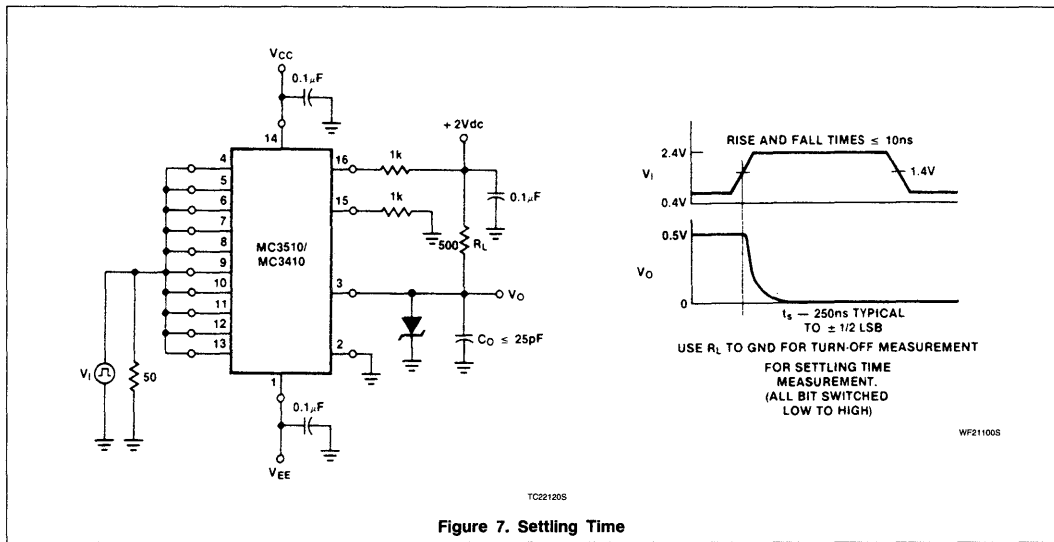 VCC
0.1μF
14
+2Vdc
4
5
6
7
8
9
10
11
12
13
16
1k
15
1k
0.1μF
MC3510/
MC3410
500
RL
3
VO
CO ≤ 25pF
2
VI
50
1
0.1μF
VEE
TC22120S
RISE AND FALL TIMES ≤ 10ns
2.4V
VI
1.4V
0.4V
0.5V
VO
0
ts — 250ns TYPICAL
TO ± 1/2 LSB
USE RL TO GND FOR TURN-OFF MEASUREMENT
FOR SETTLING TIME
MEASUREMENT.
(ALL BIT SWITCHED
LOW TO HIGH)
WF21100S
Figure 7. Settling Time